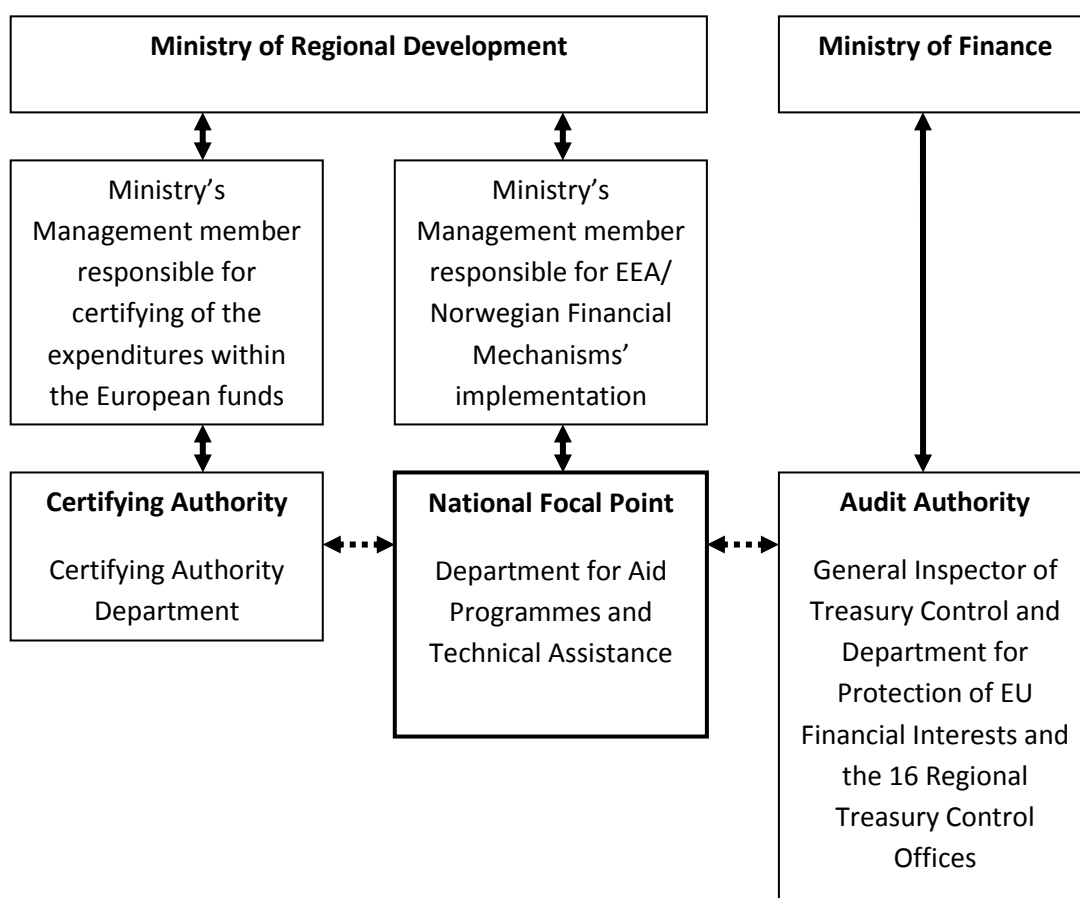 Ministry of Regional Development
Ministry of Finance
Ministry’s
Management member
responsible for
certifying of the
expenditures within
the European funds
Ministry’s
Management member
responsible for EEA/
Norwegian Financial
Mechanisms’
implementation
Certifying Authority
Certifying Authority
Department
National Focal Point
Department for Aid
Programmes and
Technical Assistance
Audit Authority
General Inspector of
Treasury Control and
Department for
Protection of EU
Financial Interests and
the 16 Regional
Treasury Control
Offices